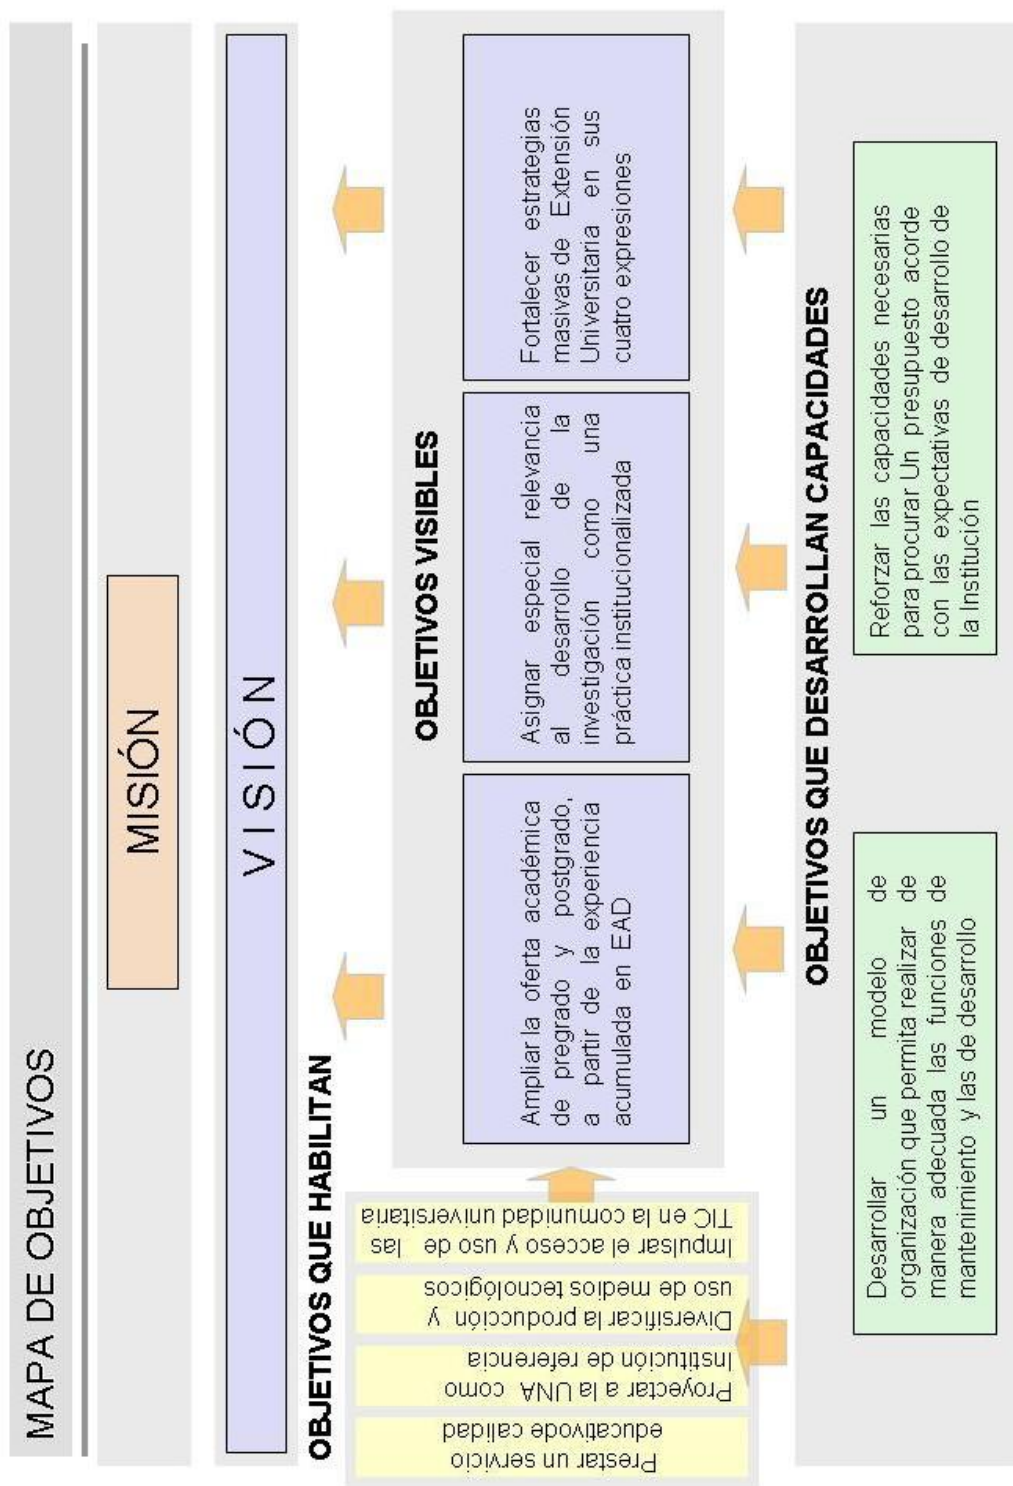 MAPA DE OBJETIVOS
MISIÓN
VISIÓN
OBJETIVOS QUE HABILITAN
Prestar un servicio
educativode calidad
Proyectar a la UNA como
Institución de referencia
Diversificar la producción y
uso de medios tecnológicos
Impulsar el acceso y uso de las
TIC en la comunidad universitaria
OBJETIVOS VISIBLES
Ampliar la oferta académica
de pregrado y postgrado,
a partir de la experiencia
acumulada en EAD
Asignar especial relevancia
al desarrollo de la
investigación como una
práctica institucionalizada
Fortalecer estrategias
masivas de Extensión
Universitaria en sus
cuatro expresiones
OBJETIVOS QUE DESARROLLAN CAPACIDADES
Desarrollar un modelo de
organización que permita realizar de
manera adecuada las funciones de
mantenimiento y las de desarrollo
Reforzar las capacidades necesarias
para procurar Un presupuesto acorde
con las expectativas de desarrollo de
la Institución